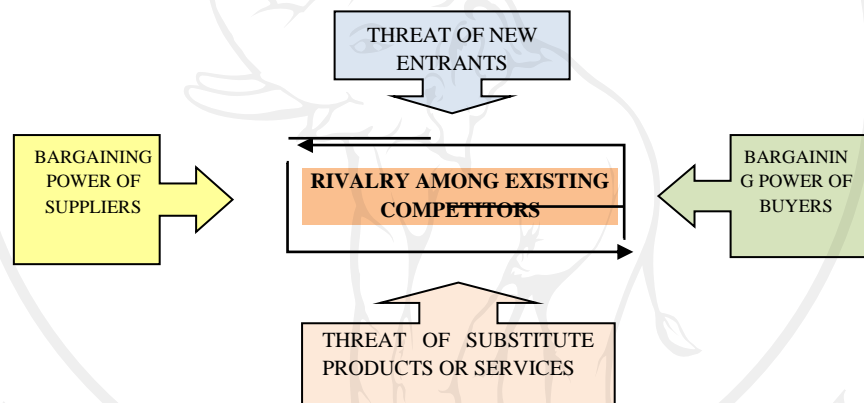 THREAT OF NEW
ENTRANTS
BARGAINING
POWER OF
SUPPLIERS
RIVALRY AMONG EXISTING
COMPETITORS
BARGAININ
G POWER OF
BUYERS
THREAT OF SUBSTITUTE
PRODUCTS OR SERVICES